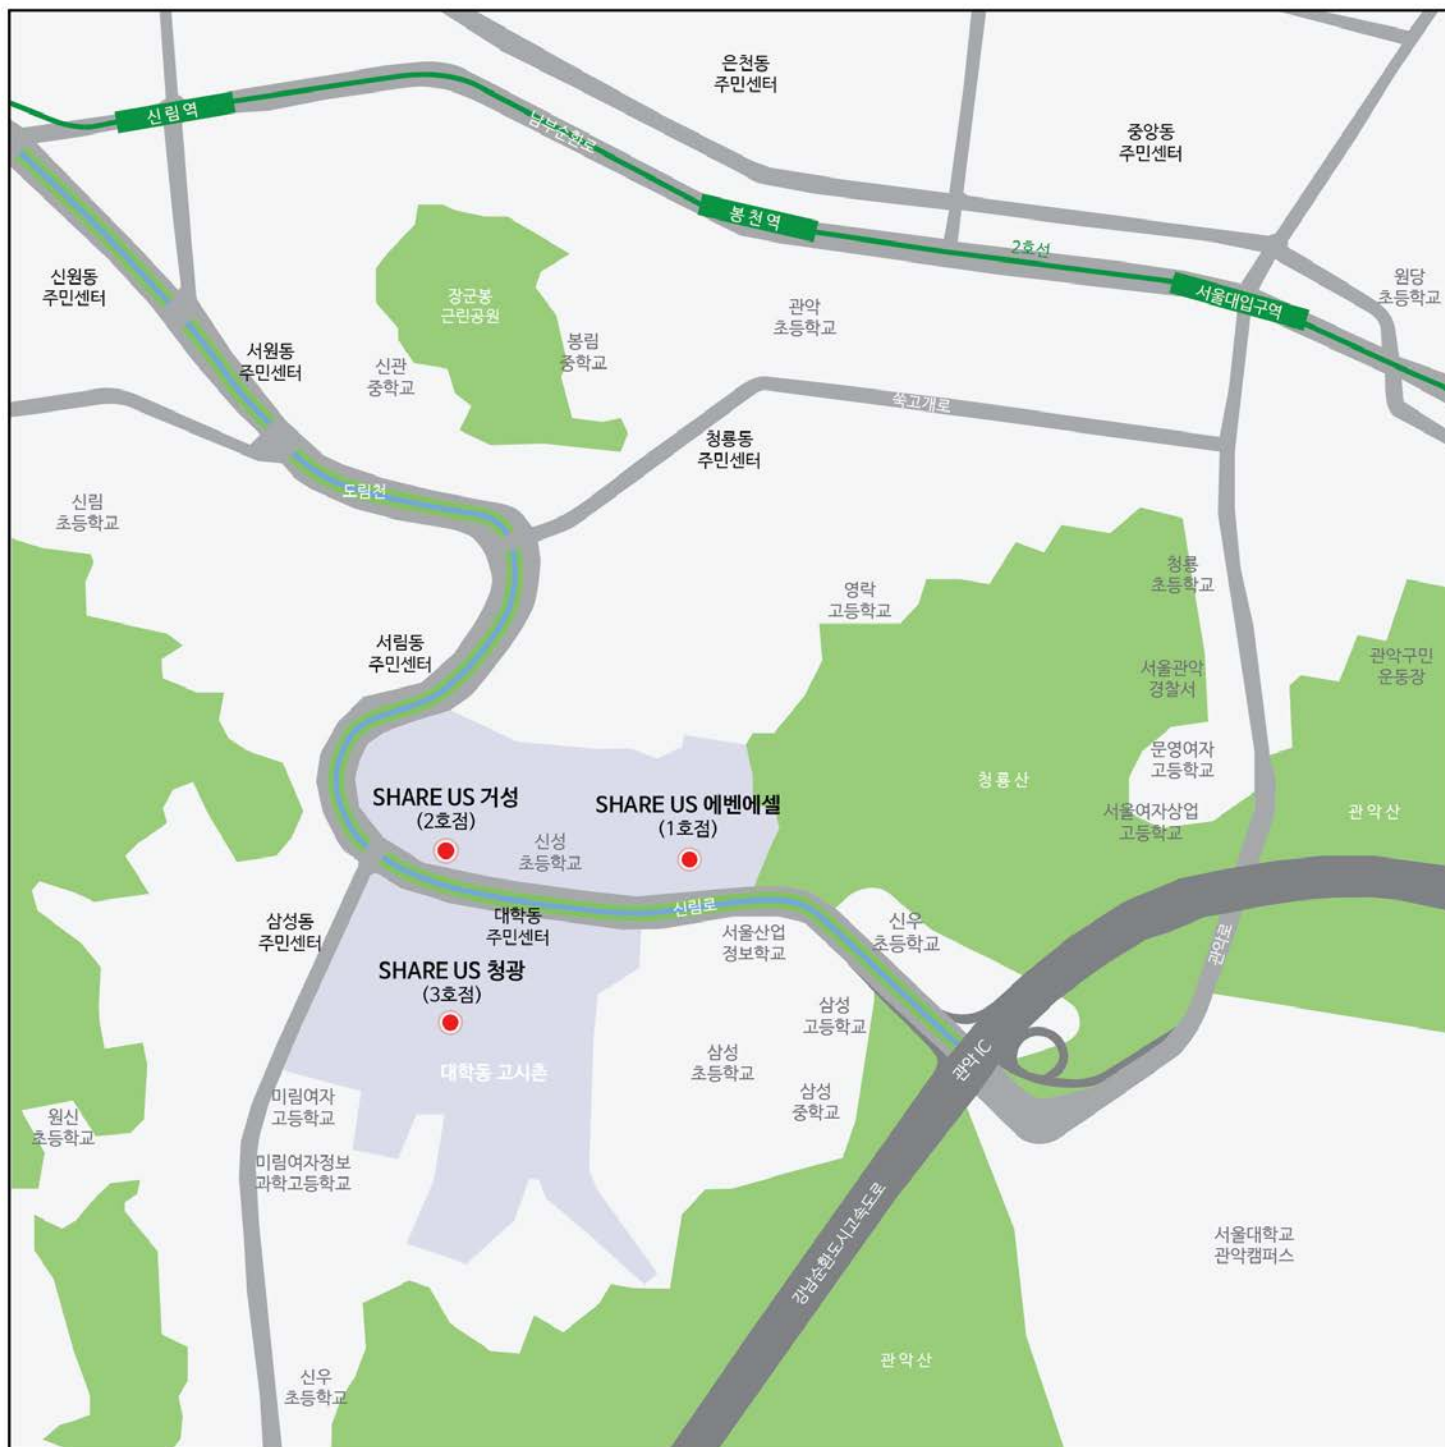 은천동
주민센터
신림역
남부순환로
중앙동
주민센터
봉천역
2호선
신원동
주민센터
서울대입구역
원당
초등학교
장군봉
근린공원
관악
초등학교
서원동
주민센터
신관
중학교
봉림
중학교
쑥고개로
청룡동
주민센터
도림천
신림
초등학교
청룡
초등학교
영락
고등학교
서림동
주민센터
서울관악
경찰서
관악구민
운동장
문영여자
고등학교
청룡산
SHARE US 거성
(2호점)
SHARE US 에벤에셀
(1호점)
서울여자상업
고등학교
관악산
신성
초등학교
신림로
삼성동
주민센터
대학동
주민센터
서울산업
정보학교
신우
초등학교
관악로
SHARE US 청광
(3호점)
삼성
고등학교
대학동 고시촌
삼성
초등학교
관악 IC
삼성
중학교
미림여자
고등학교
원신
초등학교
미림여자정보
과학고등학교
강남순환도시고속도로
서울대학교
관악캠퍼스
관악산
신우
초등학교